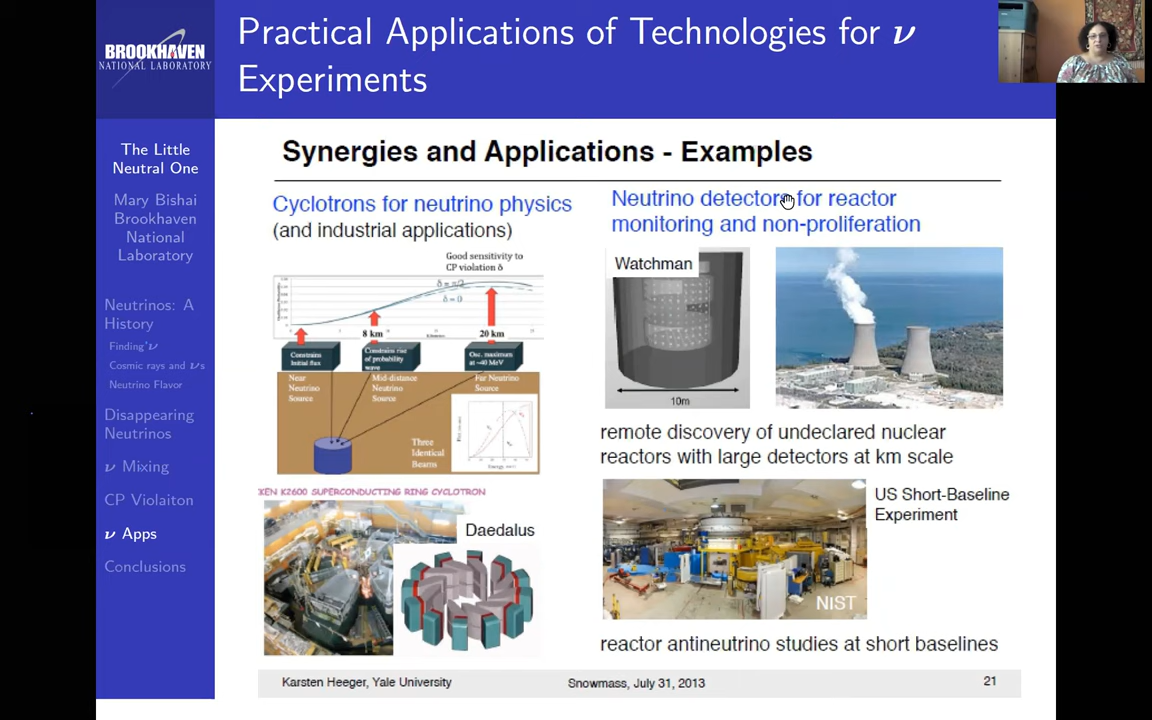 Practical Applications of Technologies for ν
Experiments
BROOKHAVEN
NATIONAL LABORATORY
The Little
Neutral One
Mary Bishai
Brookhaven
National
Laboratory
Neutrinos: A
History
Finding ν
Cosmic rays and νs
Neutrino Flavor
Disappearing
Neutrinos
ν Mixing
CP Violaiton
ν Apps
Conclusions
Synergies and Applications - Examples
Cyclotrons for neutrino physics
(and industrial applications)
Good sensitivity to
CP violation δ
δ = π/2
δ = 0
8 km
20 km
Constrains
Initial flux
Constrains rise
of probability
wave
Osc. maximum
at ~40 MeV
Near
Neutrino
Source
Mid-distance
Neutrino
Source
Far Neutrino
Source
Three
Identical
Beams
KEN K2600 SUPERCONDUCTING RING CYCLOTRON
Daedalus
Neutrino detectors for reactor
monitoring and non-proliferation
Watchman
10m
remote discovery of undeclared nuclear
reactors with large detectors at km scale
US Short-Baseline
Experiment
NIST
reactor antineutrino studies at short baselines
Karsten Heeger, Yale University
Snowmass, July 31, 2013
21